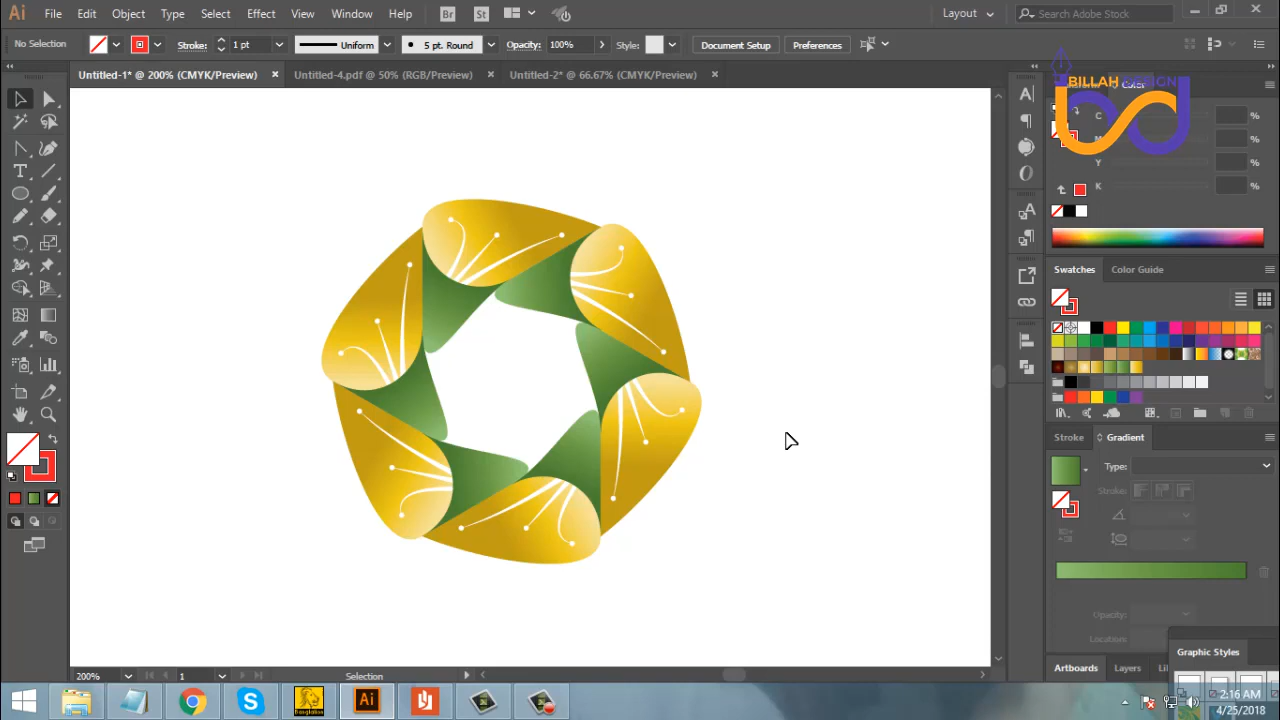 Ai File Edit Object Type Select Effect View Window Help Br St Layout Search Adobe Stock
No Selection Stroke: 1 pt Uniform 5 pt. Round Opacity: 100% Style: Document Setup Preferences
Untitled-1* @ 200% (CMYK/Preview) × Untitled-4.pdf @ 50% (RGB/Preview) × Untitled-2* @ 66.67% (CMYK/Preview) ×
BILLAH DESIGN
Color
C %
M %
Y %
K %
Swatches Color Guide
Stroke Gradient
Type:
Stroke:
Opacity:
Location:
Graphic Styles
Artboards Layers
200% 1 Selection
Ai
2:16 AM
4/25/2018